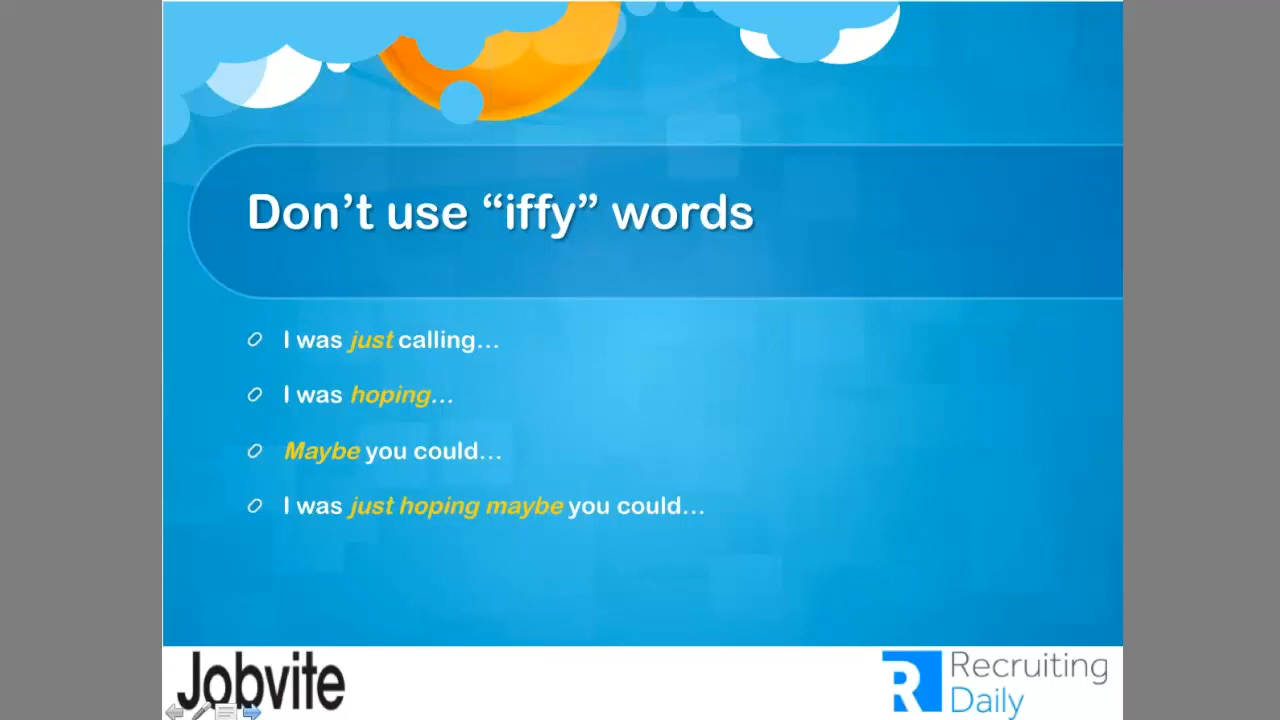 Don’t use “iffy” words
I was just calling…
I was hoping…
Maybe you could…
I was just hoping maybe you could…
Jobvite
R Recruiting
Daily